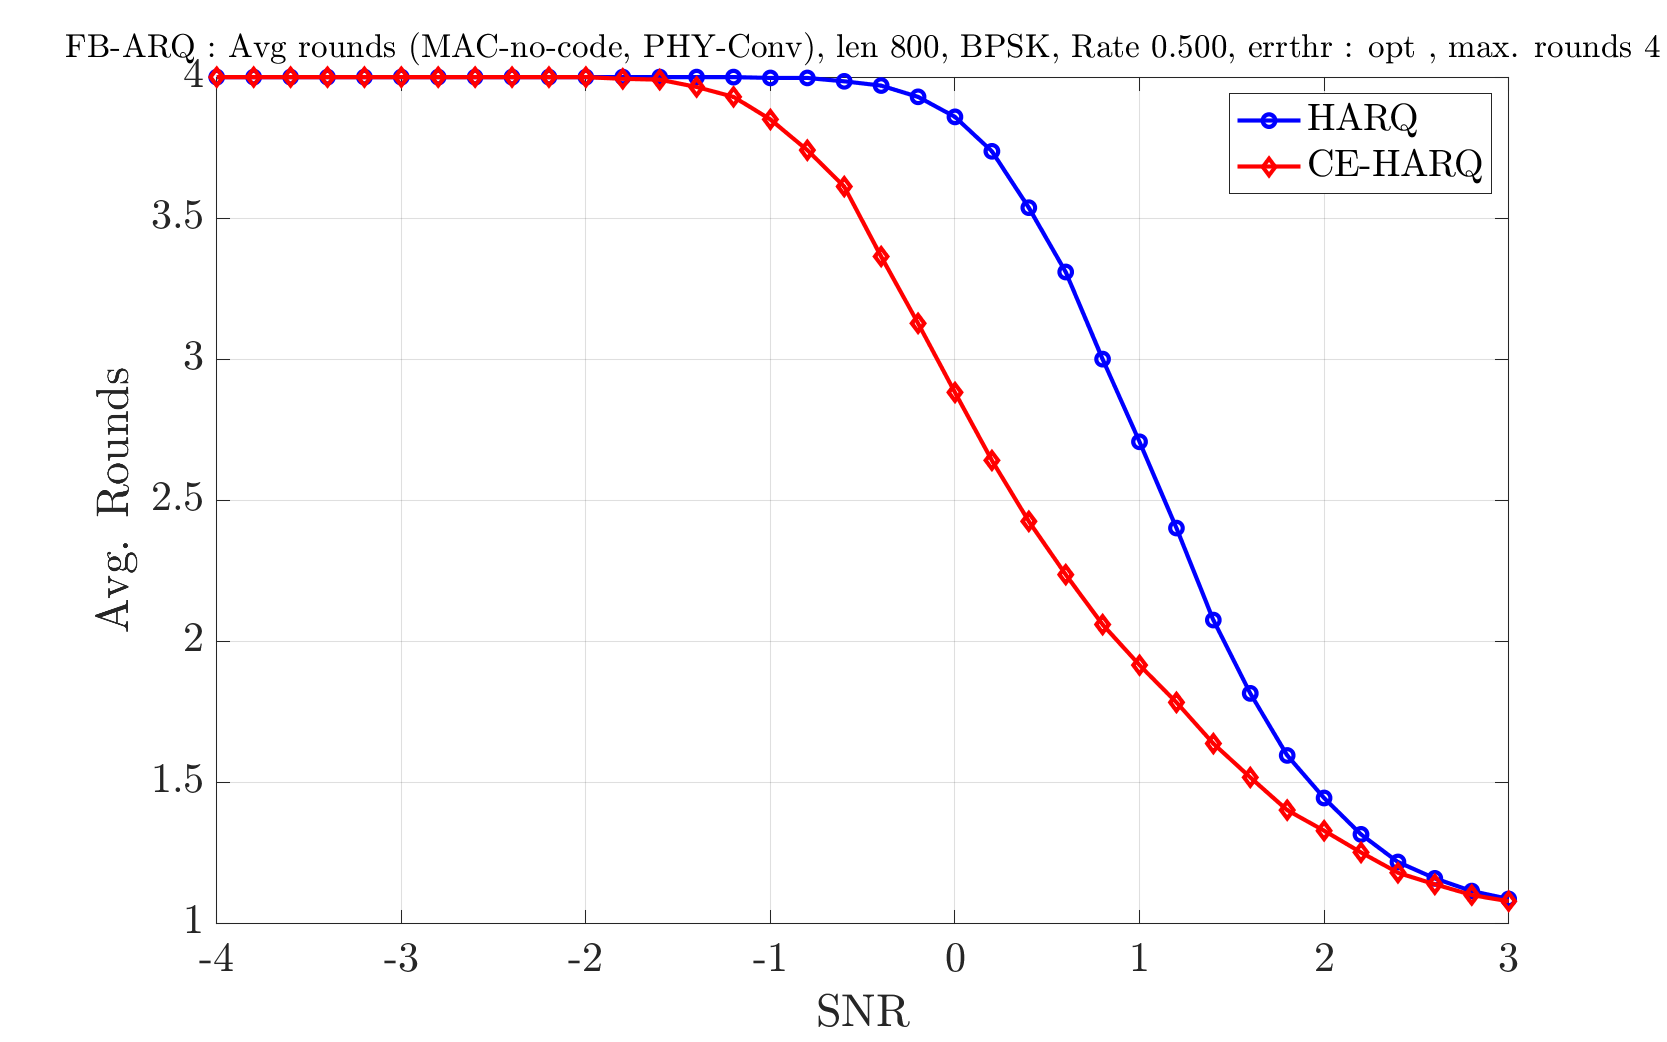 FB-ARQ : Avg rounds (MAC-no-code, PHY-Conv), len 800, BPSK, Rate 0.500, errthr : opt , max. rounds 4
HARQ
CE-HARQ
4
3.5
3
2.5
2
1.5
1
Avg. Rounds
-4 -3 -2 -1 0 1 2 3
SNR